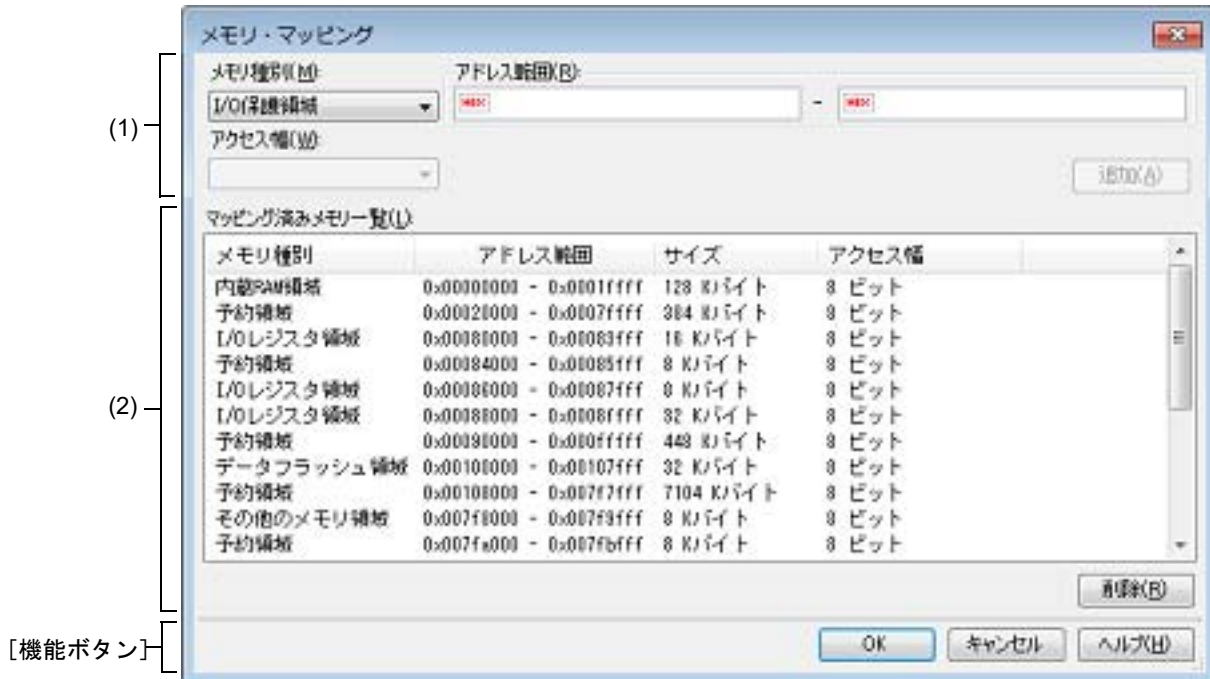 メモリ・マッピング
メモリ種別(M): アドレス範囲(R):
I/O保護領域 HEX - HEX
(1)
アクセス幅(W):
追加(A)
マッピング済みメモリ一覧(L):
メモリ種別 アドレス範囲 サイズ アクセス幅
内蔵RAM領域 0x00000000 - 0x0001ffff 128 Kバイト 8 ビット
予約領域 0x00020000 - 0x0007ffff 384 Kバイト 8 ビット
I/Oレジスタ領域 0x00080000 - 0x00083fff 16 Kバイト 8 ビット
予約領域 0x00084000 - 0x00085fff 8 Kバイト 8 ビット
I/Oレジスタ領域 0x00086000 - 0x00087fff 8 Kバイト 8 ビット
(2)
I/Oレジスタ領域 0x00088000 - 0x0008ffff 32 Kバイト 8 ビット
予約領域 0x00090000 - 0x000fffff 448 Kバイト 8 ビット
データフラッシュ領域 0x00100000 - 0x00107fff 32 Kバイト 8 ビット
予約領域 0x00108000 - 0x007f7fff 7104 Kバイト 8 ビット
その他のメモリ領域 0x007f8000 - 0x007f9fff 8 Kバイト 8 ビット
予約領域 0x007fa000 - 0x007fbfff 8 Kバイト 8 ビット
削除(R)
[機能ボタン]
OK キャンセル ヘルプ(H)